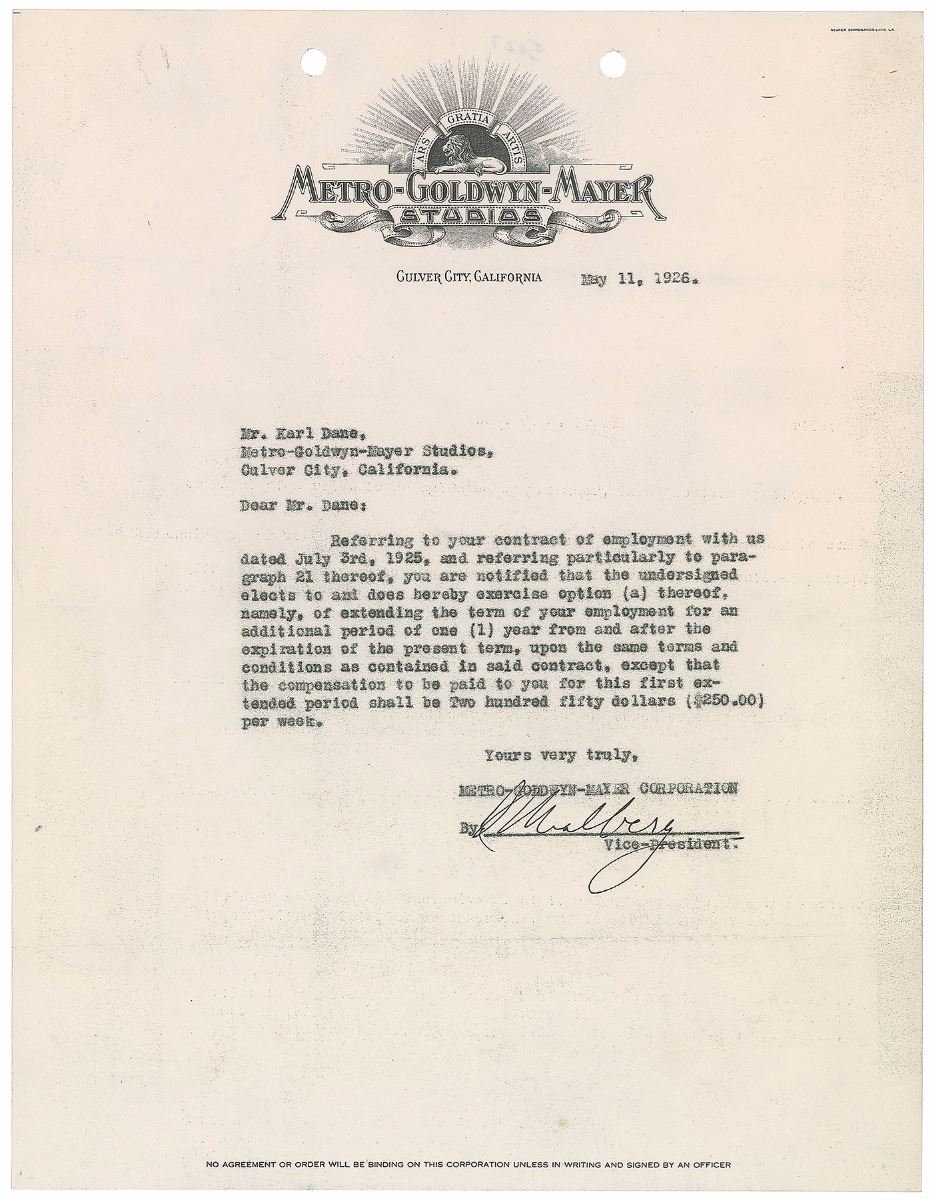 ARS GRATIA ARTIS
METRO-GOLDWYN-MAYER
STUDIOS
CULVER CITY, CALIFORNIA May 11, 1926.
Mr. Karl Dane,
Metro-Goldwyn-Mayer Studios,
Culver City, California.
Dear Mr. Dane:
Referring to your contract of employment with us
dated July 3rd, 1925, and referring particularly to para-
graph 21 thereof, you are notified that the undersigned
elects to and does hereby exercise option (a) thereof,
namely, of extending the term of your employment for an
additional period of one (1) year from and after the
expiration of the present term, upon the same terms and
conditions as contained in said contract, except that
the compensation to be paid to you for this first ex-
tended period shall be Two hundred fifty dollars ($250.00)
per week.
Yours very truly,
METRO-GOLDWYN-MAYER CORPORATION
By
Vice-President.
NO AGREEMENT OR ORDER WILL BE BINDING ON THIS CORPORATION UNLESS IN WRITING AND SIGNED BY AN OFFICER